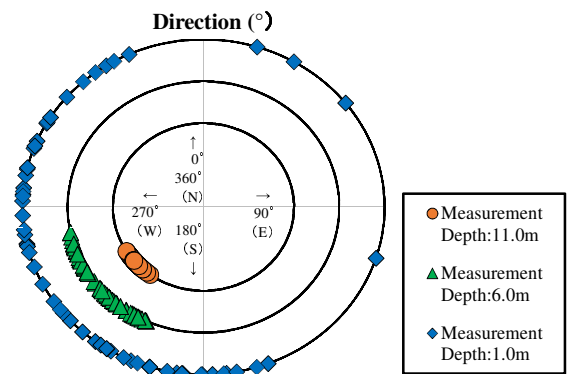 Direction (°)
↑
0°
360°
(N)
←
270°
(W)
→
90°
(E)
180°
(S)
↓
Measurement
Depth:11.0m
Measurement
Depth:6.0m
Measurement
Depth:1.0m